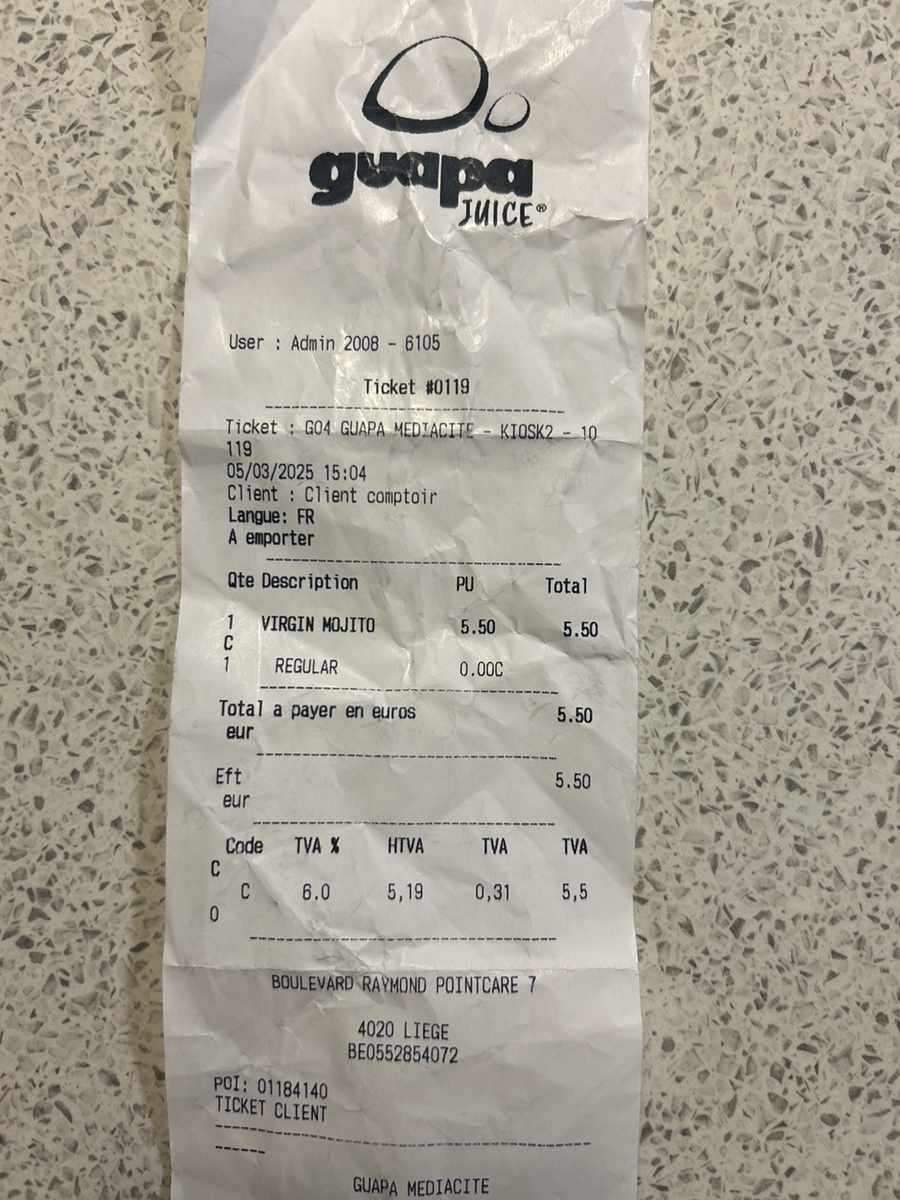 guapa
JUICE®
User : Admin 2008 - 6105
Ticket #0119
Ticket : G04 GUAPA MEDIACITE - KIOSK2 - 10
119
05/03/2025 15:04
Client : Client comptoir
Langue: FR
A emporter
Qte Description PU Total
1 VIRGIN MOJITO 5.50 5.50
C
1 REGULAR 0.00C
Total a payer en euros 5.50
eur
Eft 5.50
eur
Code TVA % HTVA TVA TVA
C
C 6.0 5,19 0,31 5,5
0
BOULEVARD RAYMOND POINTCARE 7
4020 LIEGE
BE0552854072
POI: 01184140
TICKET CLIENT
GUAPA MEDIACITE